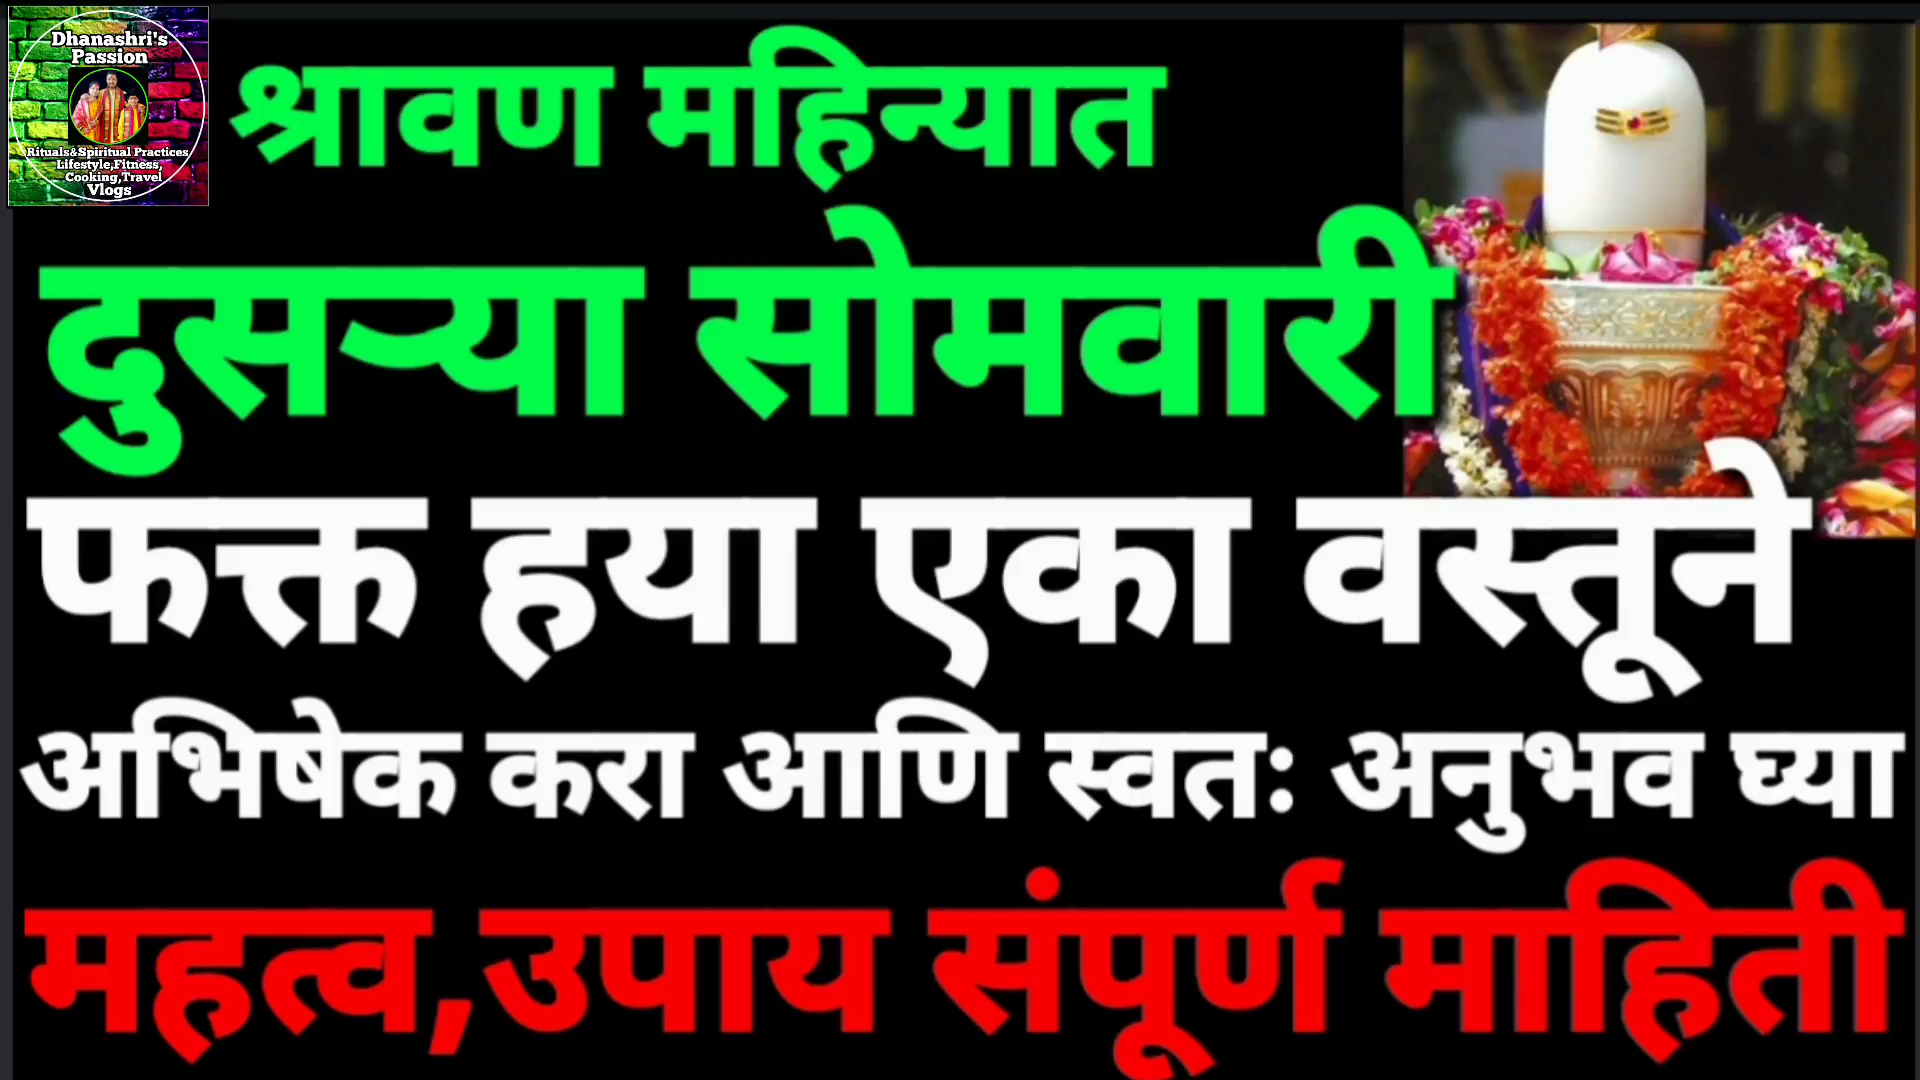 Dhanashri's
Passion
Rituals&Spiritual Practices
Lifestyle,Fitness,
Cooking,Travel
Vlogs
श्रावण महिन्यात
दुसऱ्या सोमवारी
फक्त हया एका वस्तूने
अभिषेक करा आणि स्वतः अनुभव घ्या
महत्व,उपाय संपूर्ण माहिती